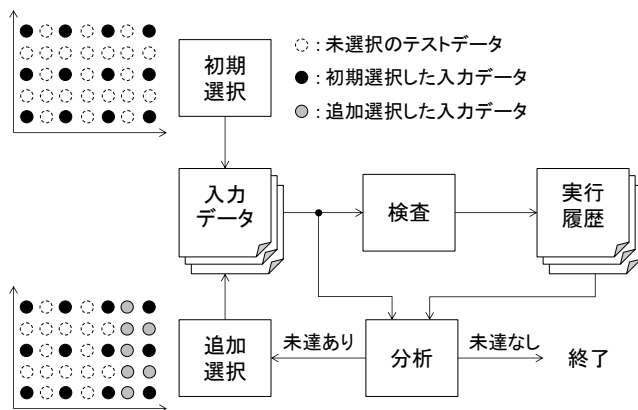 初期
選択
: 未選択のテストデータ
: 初期選択した入力データ
: 追加選択した入力データ
入力
データ
検査
実行
履歴
追加
選択
未達あり
分析
未達なし
終了